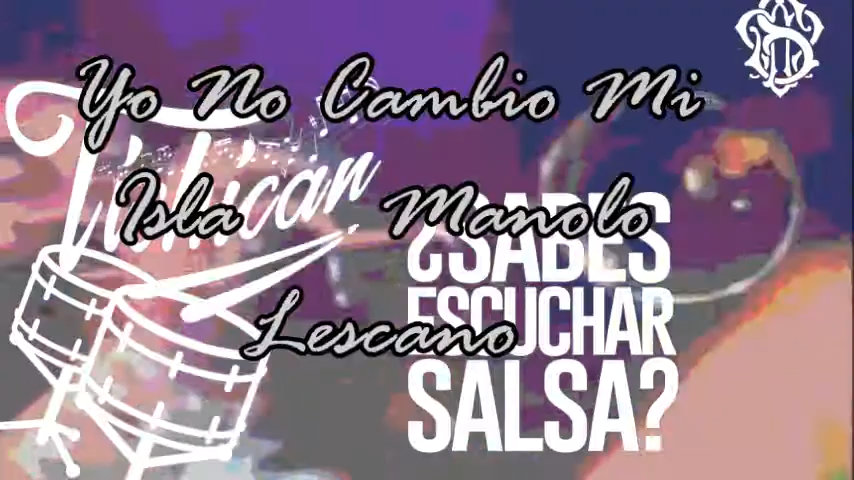 Yo No Cambio Mi
Isla Manolo
Lescano
¿SABES
ESCUCHAR
SALSA?